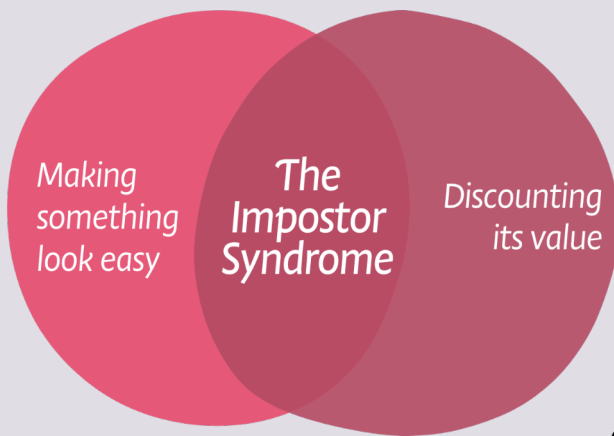 Making
something
look easy
The
Impostor
Syndrome
Discounting
its value